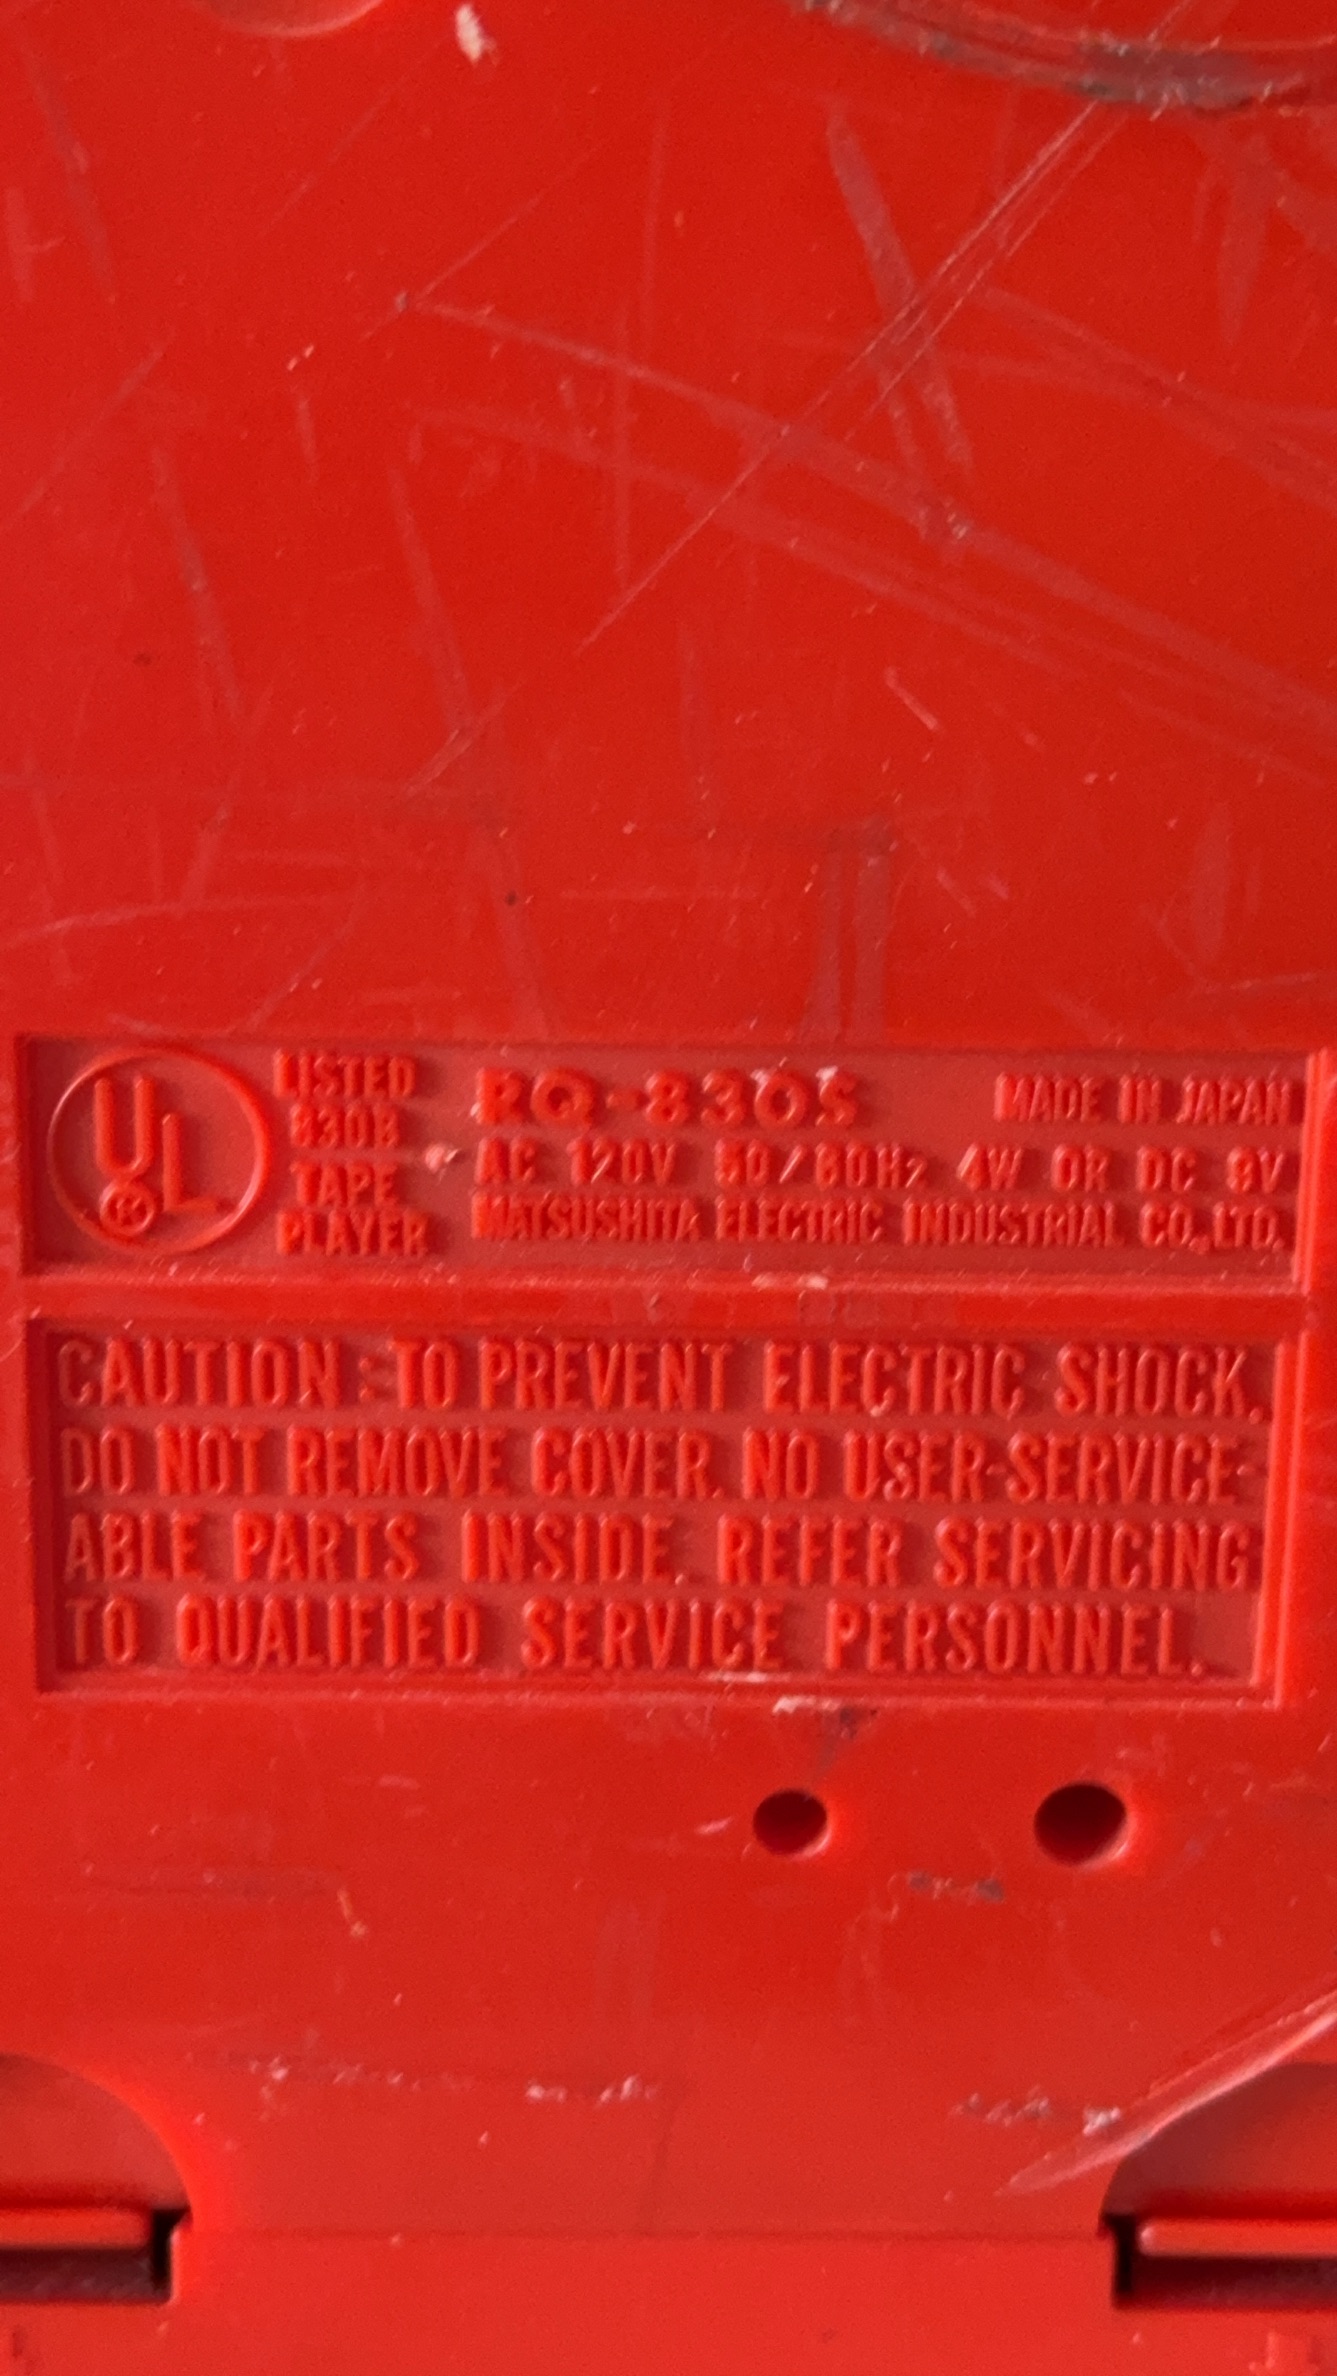 UL
®
LISTED
830B
TAPE
PLAYER
RQ-830S MADE IN JAPAN
AC 120V 50/60Hz 4W OR DC 9V
MATSUSHITA ELECTRIC INDUSTRIAL CO.,LTD.
CAUTION : TO PREVENT ELECTRIC SHOCK,
DO NOT REMOVE COVER. NO USER-SERVICE-
ABLE PARTS INSIDE. REFER SERVICING
TO QUALIFIED SERVICE PERSONNEL.